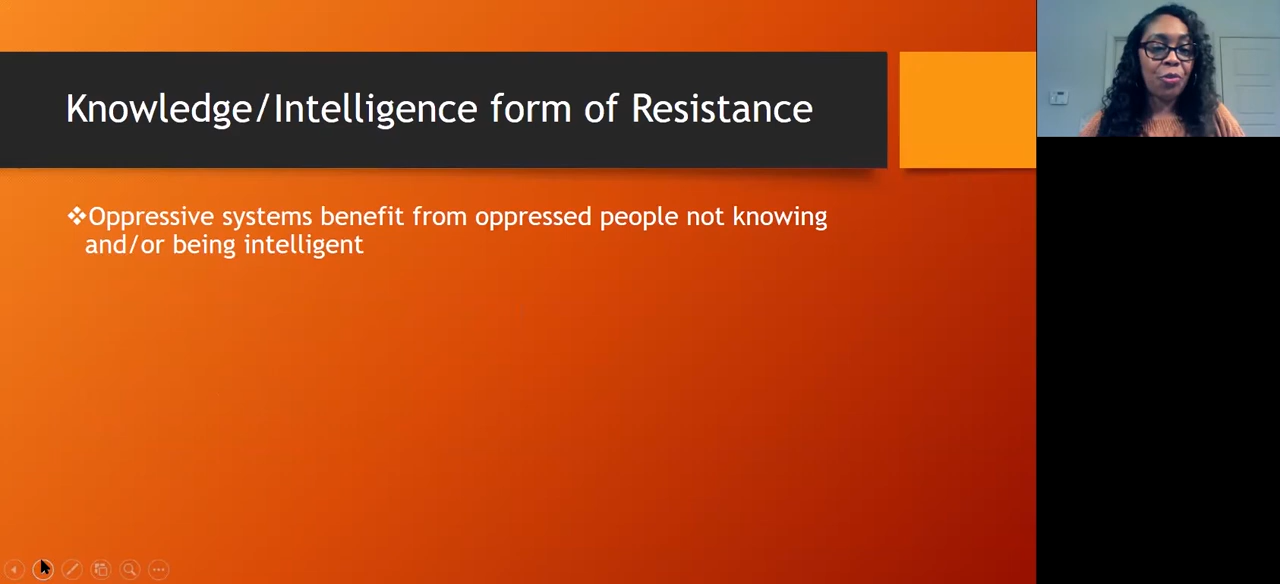 Knowledge/Intelligence form of Resistance
❖Oppressive systems benefit from oppressed people not knowing
and/or being intelligent